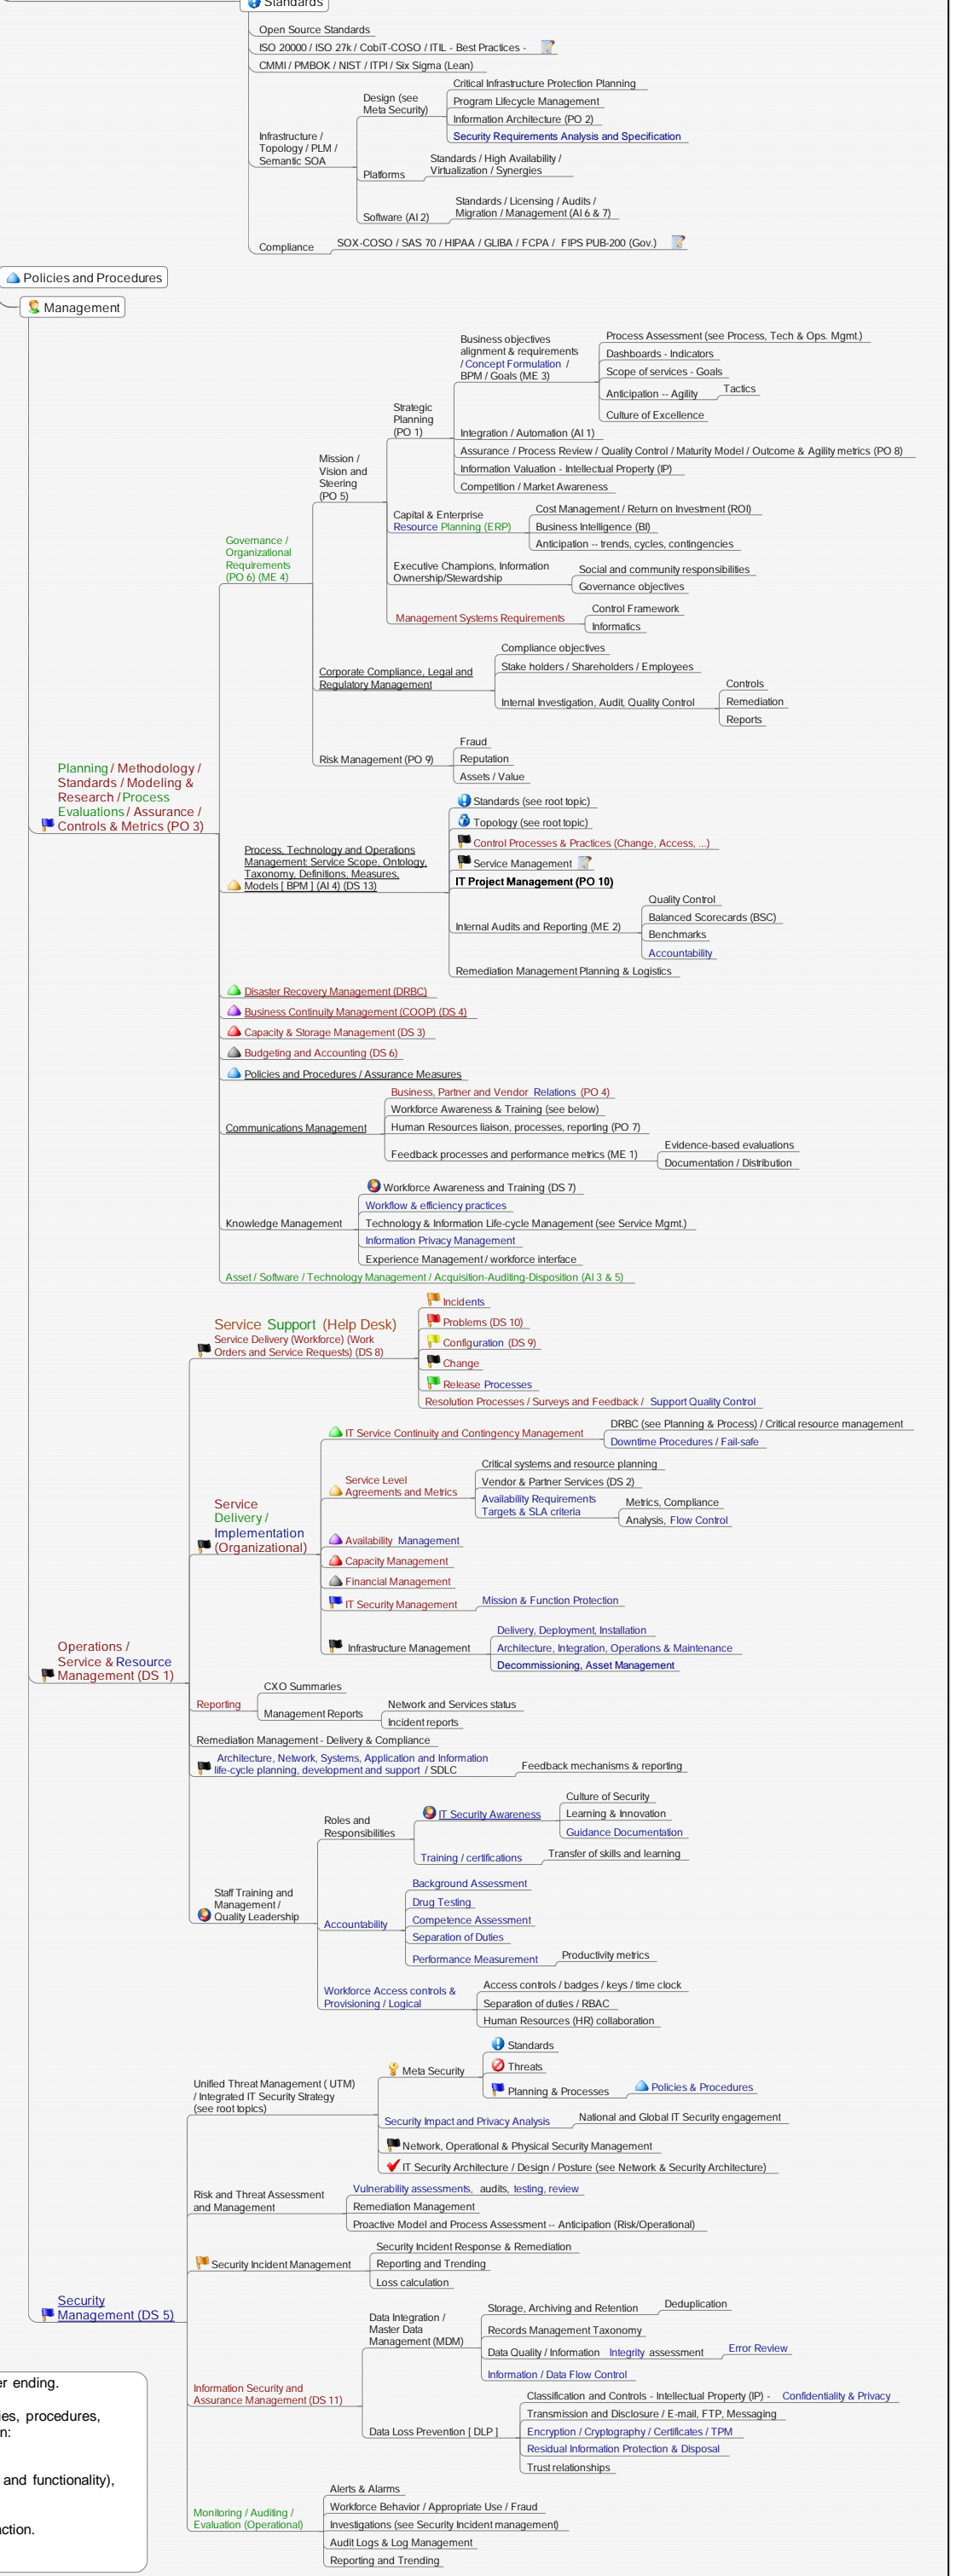 Standards
Open Source Standards
ISO 20000 / ISO 27k / CobiT-COSO / ITIL - Best Practices -
CMMI / PMBOK / NIST / ITPI / Six Sigma (Lean)
Infrastructure /
Topology / PLM /
Semantic SOA
Design (see
Meta Security)
Critical Infrastructure Protection Planning
Program Lifecycle Management
Information Architecture (PO 2)
Security Requirements Analysis and Specification
Platforms
Standards / High Availability /
Virtualization / Synergies
Software (AI 2)
Standards / Licensing / Audits /
Migration / Management (AI 6 & 7)
Compliance
SOX-COSO / SAS 70 / HIPAA / GLIBA / FCPA / FIPS PUB-200 (Gov.)
Policies and Procedures
Management
Planning / Methodology /
Standards / Modeling &
Research / Process
Evaluations / Assurance /
Controls & Metrics (PO 3)
Governance /
Organizational
Requirements
(PO 6) (ME 4)
Mission /
Vision and
Steering
(PO 5)
Strategic
Planning
(PO 1)
Business objectives
alignment & requirements
/ Concept Formulation /
BPM / Goals (ME 3)
Process Assessment (see Process, Tech & Ops. Mgmt.)
Dashboards - Indicators
Scope of services - Goals
Anticipation -- Agility
Tactics
Culture of Excellence
Integration / Automation (AI 1)
Assurance / Process Review / Quality Control / Maturity Model / Outcome & Agility metrics (PO 8)
Information Valuation - Intellectual Property (IP)
Competition / Market Awareness
Capital & Enterprise
Resource Planning (ERP)
Cost Management / Return on Investment (ROI)
Business Intelligence (BI)
Anticipation -- trends, cycles, contingencies
Executive Champions, Information
Ownership/Stewardship
Social and community responsibilities
Governance objectives
Management Systems Requirements
Control Framework
Informatics
Corporate Compliance, Legal and
Regulatory Management
Compliance objectives
Stake holders / Shareholders / Employees
Internal Investigation, Audit, Quality Control
Controls
Remediation
Reports
Risk Management (PO 9)
Fraud
Reputation
Assets / Value
Process, Technology and Operations
Management: Service Scope, Ontology,
Taxonomy, Definitions, Measures,
Models [ BPM ] (AI 4) (DS 13)
Standards (see root topic)
Topology (see root topic)
Control Processes & Practices (Change, Access, ...)
Service Management
IT Project Management (PO 10)
Internal Audits and Reporting (ME 2)
Quality Control
Balanced Scorecards (BSC)
Benchmarks
Accountability
Remediation Management Planning & Logistics
Disaster Recovery Management (DRBC)
Business Continuity Management (COOP) (DS 4)
Capacity & Storage Management (DS 3)
Budgeting and Accounting (DS 6)
Policies and Procedures / Assurance Measures
Communications Management
Business, Partner and Vendor Relations (PO 4)
Workforce Awareness & Training (see below)
Human Resources liaison, processes, reporting (PO 7)
Feedback processes and performance metrics (ME 1)
Evidence-based evaluations
Documentation / Distribution
Knowledge Management
Workforce Awareness and Training (DS 7)
Workflow & efficiency practices
Technology & Information Life-cycle Management (see Service Mgmt.)
Information Privacy Management
Experience Management / workforce interface
Asset / Software / Technology Management / Acquisition-Auditing-Disposition (AI 3 & 5)
Operations /
Service & Resource
Management (DS 1)
Service Support (Help Desk)
Service Delivery (Workforce) (Work
Orders and Service Requests) (DS 8)
Incidents
Problems (DS 10)
Configuration (DS 9)
Change
Release Processes
Resolution Processes / Surveys and Feedback / Support Quality Control
Service
Delivery /
Implementation
(Organizational)
IT Service Continuity and Contingency Management
DRBC (see Planning & Process) / Critical resource management
Downtime Procedures / Fail-safe
Service Level
Agreements and Metrics
Critical systems and resource planning
Vendor & Partner Services (DS 2)
Availability Requirements
Targets & SLA criteria
Metrics, Compliance
Analysis, Flow Control
Availability Management
Capacity Management
Financial Management
IT Security Management
Mission & Function Protection
Infrastructure Management
Delivery, Deployment, Installation
Architecture, Integration, Operations & Maintenance
Decommissioning, Asset Management
Reporting
CXO Summaries
Management Reports
Network and Services status
Incident reports
Remediation Management - Delivery & Compliance
Architecture, Network, Systems, Application and Information
life-cycle planning, development and support / SDLC
Feedback mechanisms & reporting
Staff Training and
Management /
Quality Leadership
Roles and
Responsibilities
IT Security Awareness
Culture of Security
Learning & Innovation
Guidance Documentation
Training / certifications
Transfer of skills and learning
Accountability
Background Assessment
Drug Testing
Competence Assessment
Separation of Duties
Performance Measurement
Productivity metrics
Workforce Access controls &
Provisioning / Logical
Access controls / badges / keys / time clock
Separation of duties / RBAC
Human Resources (HR) collaboration
Security
Management (DS 5)
Unified Threat Management ( UTM)
/ Integrated IT Security Strategy
(see root topics)
Meta Security
Standards
Threats
Planning & Processes
Policies & Procedures
Security Impact and Privacy Analysis
National and Global IT Security engagement
Network, Operational & Physical Security Management
IT Security Architecture / Design / Posture (see Network & Security Architecture)
Risk and Threat Assessment
and Management
Vulnerability assessments, audits, testing, review
Remediation Management
Proactive Model and Process Assessment -- Anticipation (Risk/Operational)
Security Incident Management
Security Incident Response & Remediation
Reporting and Trending
Loss calculation
Information Security and
Assurance Management (DS 11)
Data Integration /
Master Data
Management (MDM)
Storage, Archiving and Retention
Deduplication
Records Management Taxonomy
Data Quality / Information Integrity assessment
Error Review
Information / Data Flow Control
Data Loss Prevention [ DLP ]
Classification and Controls - Intellectual Property (IP) - Confidentiality & Privacy
Transmission and Disclosure / E-mail, FTP, Messaging
Encryption / Cryptography / Certificates / TPM
Residual Information Protection & Disposal
Trust relationships
Monitoring / Auditing /
Evaluation (Operational)
Alerts & Alarms
Workforce Behavior / Appropriate Use / Fraud
Investigations (see Security Incident management)
Audit Logs & Log Management
Reporting and Trending
er ending.
ies, procedures,
n:
and functionality),
action.